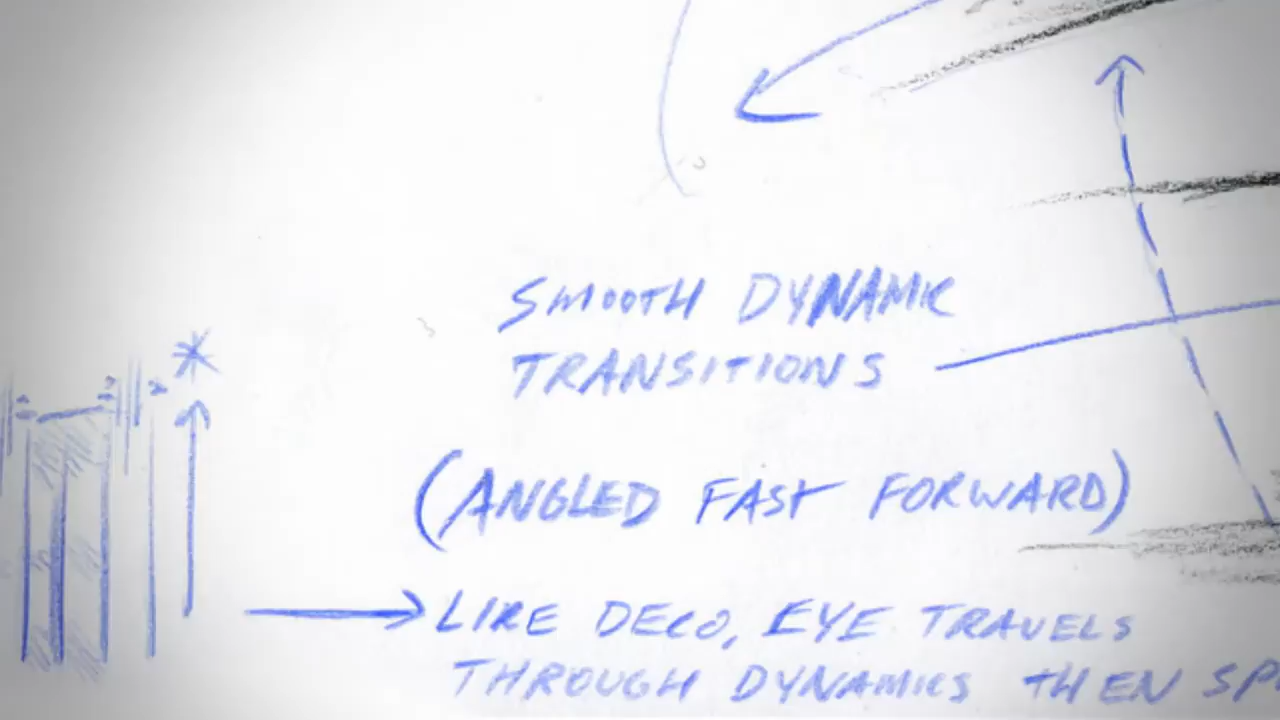 SMOOTH DYNAMIC
TRANSITIONS
(ANGLED FAST FORWARD)
LIKE DECO, EYE TRAVELS
THROUGH DYNAMICS THEN